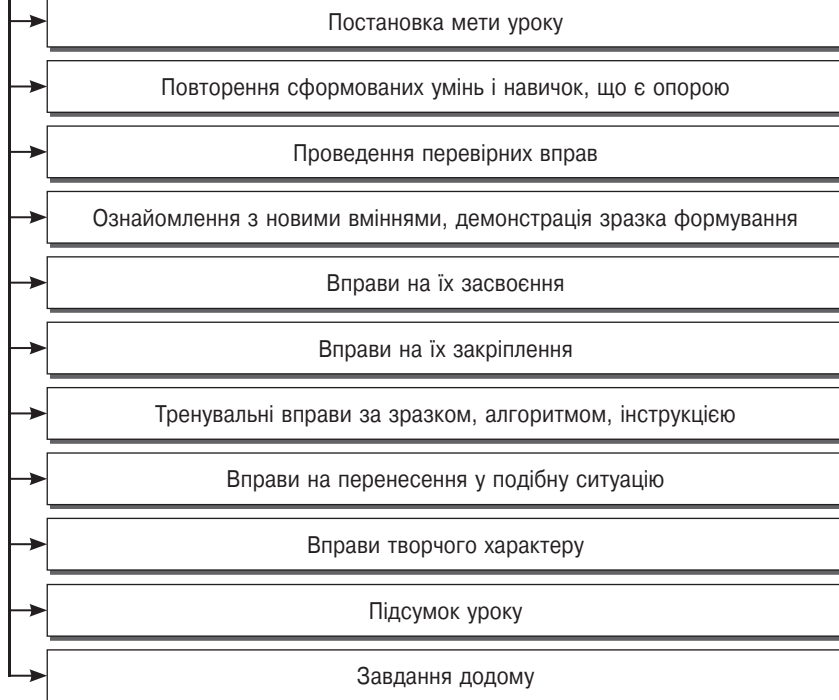 Постановка мети уроку
Повторення сформованих умінь і навичок, що є опорою
Проведення перевірних вправ
Ознайомлення з новими вміннями, демонстрація зразка формування
Вправи на їх засвоєння
Вправи на їх закріплення
Тренувальні вправи за зразком, алгоритмом, інструкцією
Вправи на перенесення у подібну ситуацію
Вправи творчого характеру
Підсумок уроку
Завдання додому